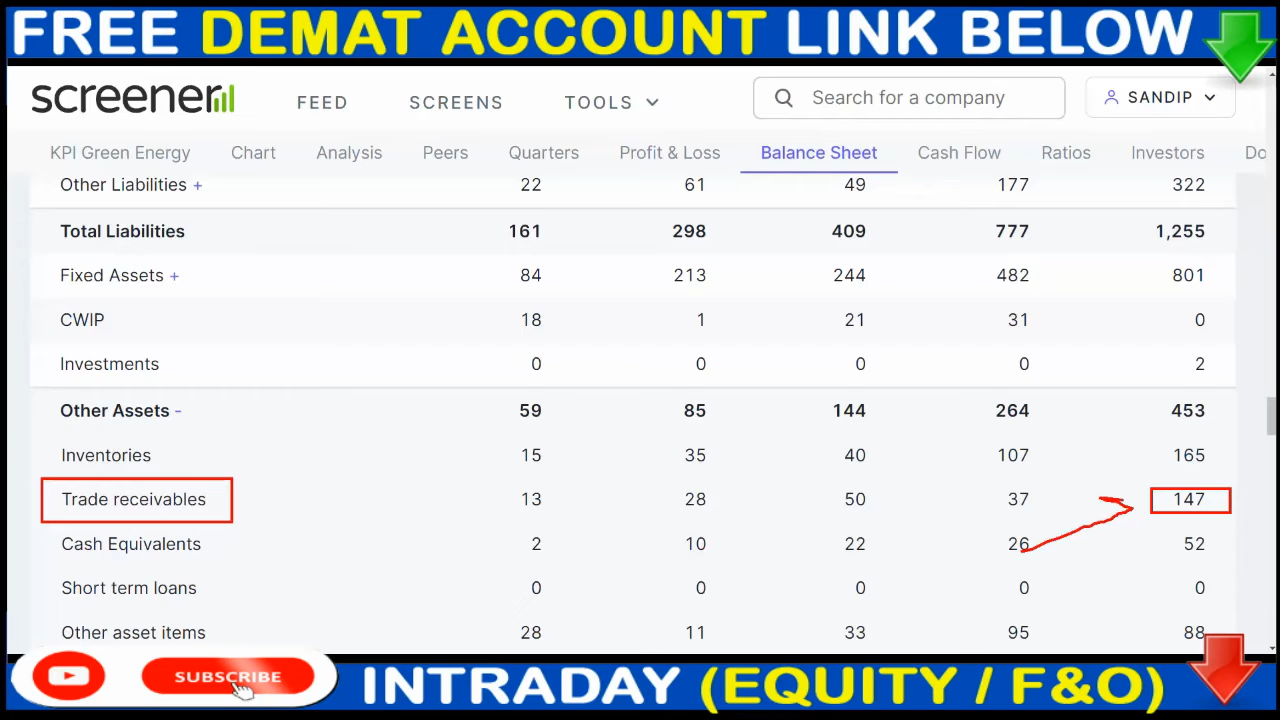 FREE DEMAT ACCOUNT LINK BELOW
screener FEED SCREENS TOOLS Search for a company SANDIP
KPI Green Energy Chart Analysis Peers Quarters Profit & Loss Balance Sheet Cash Flow Ratios Investors Do
Other Liabilities + 22 61 49 177 322
Total Liabilities 161 298 409 777 1,255
Fixed Assets + 84 213 244 482 801
CWIP 18 1 21 31 0
Investments 0 0 0 0 2
Other Assets - 59 85 144 264 453
Inventories 15 35 40 107 165
Trade receivables 13 28 50 37 147
Cash Equivalents 2 10 22 26 52
Short term loans 0 0 0 0 0
Other asset items 28 11 33 95 88
SUBSCRIBE INTRADAY (EQUITY / F&O)